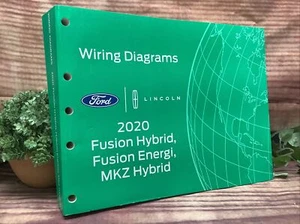 Wiring Diagrams
Ford
LINCOLN
2020
Fusion Hybrid,
Fusion Energi,
MKZ Hybrid